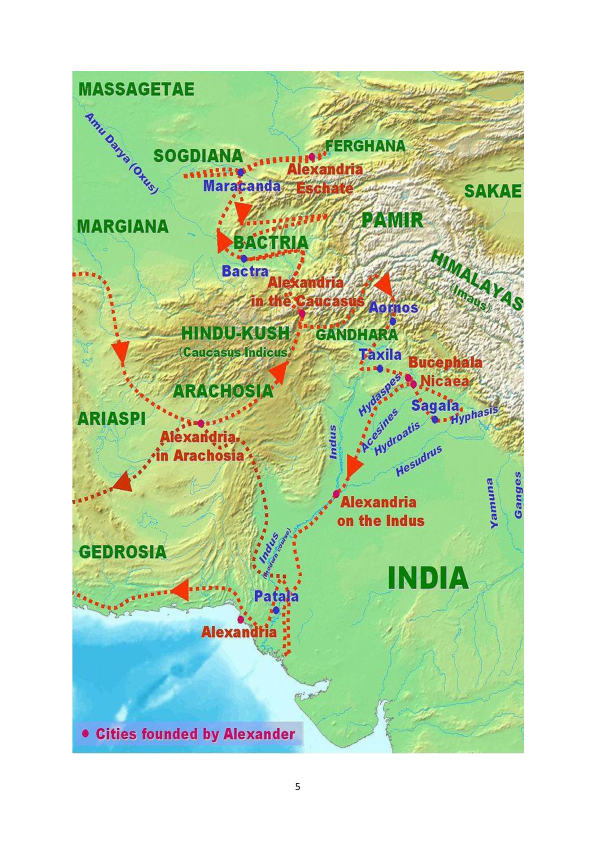 MASSAGETAE
Amu Darya (Oxus)
SOGDIANA
FERGHANA
Maracanda
Alexandria
Eschate
SAKAE
MARGIANA
PAMIR
BACTRIA
Bactra
HIMALAYAS
(Imaus)
Alexandria
in the Caucasus
Aornos
HINDU-KUSH
(Caucasus Indicus)
GANDHARA
Taxila
Bucephala
Nicaea
ARACHOSIA
Hydaspes
Sagala
Hyphasis
ARIASPI
Acesines
Hydroatis
Alexandria
in Arachosia
Indus
Hesudrus
Yamuna
Ganges
Alexandria
on the Indus
GEDROSIA
Indus
(modern course)
INDIA
Patala
Alexandria
Cities founded by Alexander
5